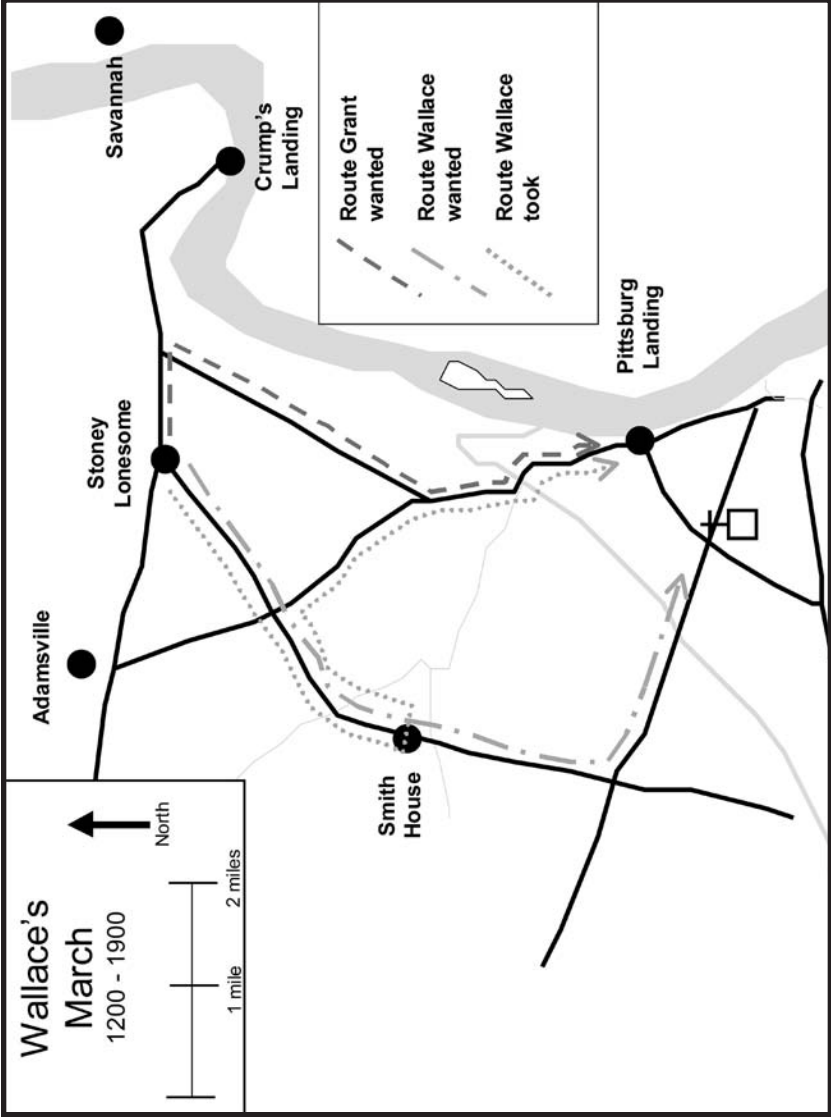 Wallace's
March
1200 - 1900
1 mile
2 miles
North
Adamsville
Stoney
Lonesome
Savannah
Crump's
Landing
Route Grant
wanted
Route Wallace
wanted
Route Wallace
took
Smith
House
Pittsburg
Landing